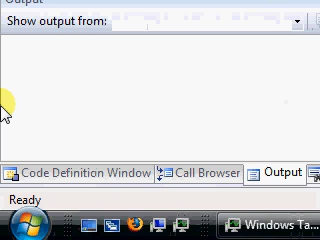 Output
Show output from:
Code Definition Window Call Browser Output
Ready
Windows Ta...